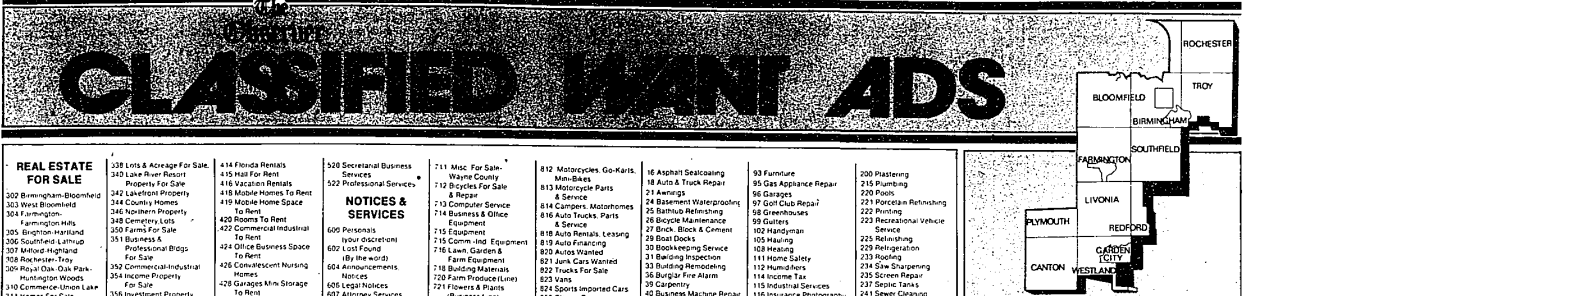 The
Observer
CLASSIFIED WANT ADS
ROCHESTER
TROY
BLOOMFIELD
BIRMINGHAM
SOUTHFIELD
FARMINGTON
LIVONIA
PLYMOUTH
REDFORD
GARDEN
CITY
CANTON
WESTLAND
REAL ESTATE
FOR SALE
302 Birmingham-Bloomfield
303 West Bloomfield
304 Farmington-
Farmington Hills
305 Brighton-Hartland
306 Southfield-Lathrup
307 Milford-Highland
308 Rochester-Troy
309 Royal Oak-Oak Park-
Huntington Woods
310 Commerce-Union Lake
338 Lots & Acreage For Sale
340 Lake River Resort
Property For Sale
342 Lakefront Property
344 Country Homes
346 Northern Property
348 Cemetery Lots
350 Farms For Sale
351 Business &
Professional Bldgs
For Sale
352 Commercial-Industrial
354 Income Property
For Sale
356 Investment Property
414 Florida Rentals
415 Hall For Rent
416 Vacation Rentals
418 Mobile Homes To Rent
419 Mobile Home Space
To Rent
420 Rooms To Rent
422 Commercial Industrial
To Rent
424 Office Business Space
To Rent
426 Convalescent Nursing
Homes
428 Garages Mini Storage
To Rent
520 Secretarial Business
Services
522 Professional Services
NOTICES &
SERVICES
600 Personals
(your discretion)
602 Lost Found
(By the word)
604 Announcements
Notices
606 Legal Notices
607 Attorney Services
711 Misc. For Sale-
Wayne County
712 Bicycles For Sale
& Repair
713 Computer Service
714 Business & Office
Equipment
715 Equipment
715 Comm-Ind Equipment
716 Lawn, Garden &
Farm Equipment
718 Building Materials
720 Farm Produce (Line)
721 Flowers & Plants
812 Motorcycles, Go-Karts,
Mini-Bikes
813 Motorcycle Parts
& Service
814 Campers, Motorhomes
816 Auto Trucks, Parts
& Service
818 Auto Rentals, Leasing
819 Auto Financing
820 Autos Wanted
821 Junk Cars Wanted
822 Trucks For Sale
823 Vans
824 Sports Imported Cars
16 Asphalt Sealcoating
18 Auto & Truck Repair
21 Awnings
24 Basement Waterproofing
25 Bathtub Refinishing
26 Bicycle Maintenance
27 Brick, Block & Cement
29 Boat Docks
30 Bookkeeping Service
31 Building Inspection
33 Building Remodeling
36 Burglar Fire Alarm
39 Carpentry
40 Business Machine Repair
93 Furniture
95 Gas Appliance Repair
96 Garages
97 Golf Club Repair
98 Greenhouses
99 Gutters
102 Handyman
105 Hauling
108 Heating
111 Home Safety
112 Humidifiers
114 Income Tax
115 Industrial Services
116 Insurance Photography
200 Plastering
215 Plumbing
220 Pools
221 Porcelain Refinishing
222 Printing
223 Recreational Vehicle
Service
225 Refinishing
229 Refrigeration
233 Roofing
234 Saw Sharpening
235 Screen Repair
237 Septic Tanks
241 Sewer Cleaning